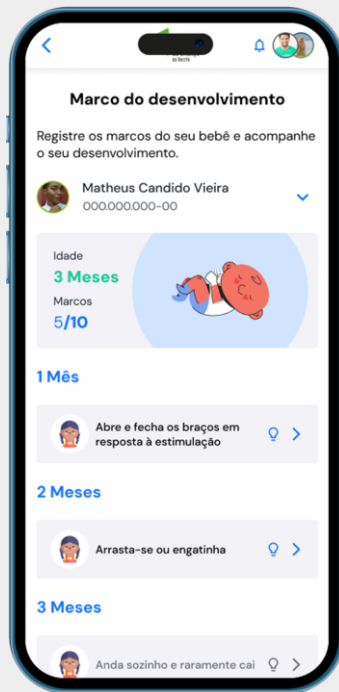 Marco do desenvolvimento
Registre os marcos do seu bebê e acompanhe
o seu desenvolvimento.
Matheus Candido Vieira
000.000.000-00
Idade
3 Meses
Marcos
5/10
1 Mês
Abre e fecha os braços em
resposta à estimulação
2 Meses
Arrasta-se ou engatinha
3 Meses
Anda sozinho e raramente cai